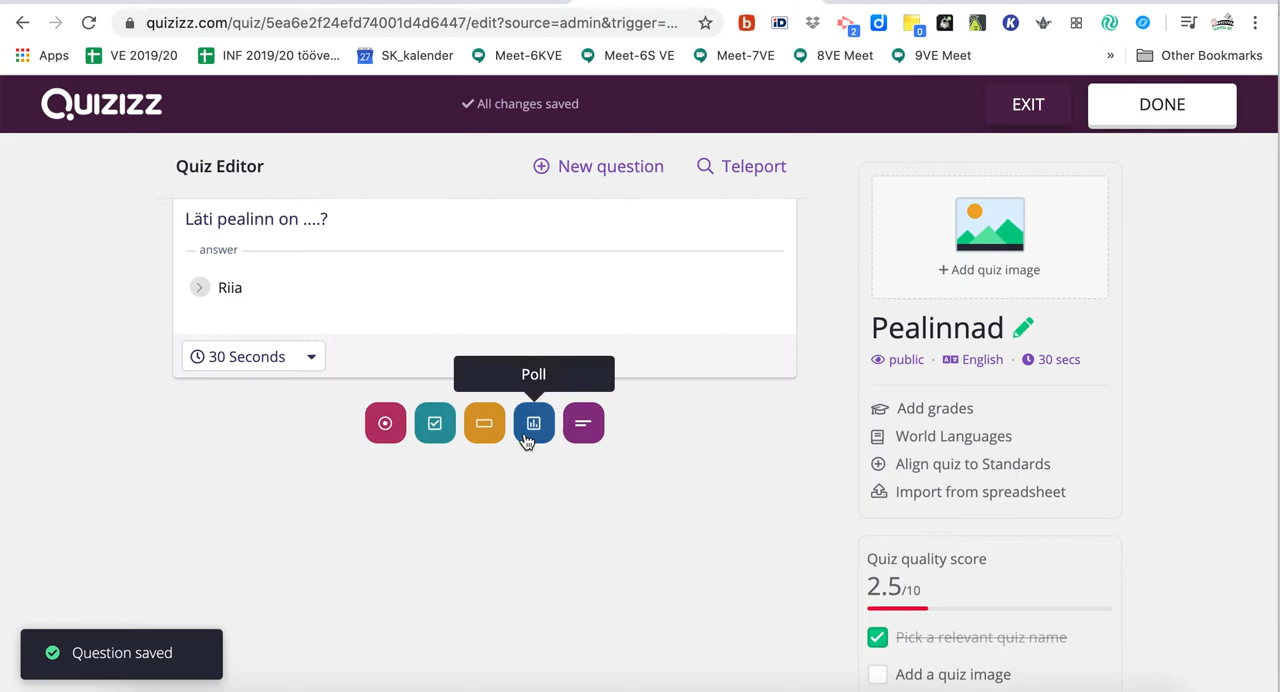 quizizz.com/quiz/5ea6e2f24efd74001d4d6447/edit?source=admin&trigger=...
2
0
Apps
VE 2019/20
INF 2019/20 tööve...
27
SK_kalender
Meet-6KVE
Meet-6S VE
Meet-7VE
8VE Meet
9VE Meet
»
Other Bookmarks
QUIZIZZ
All changes saved
EXIT
DONE
Quiz Editor
New question
Teleport
Läti pealinn on ....?
answer
Riia
30 Seconds
Poll
+ Add quiz image
Pealinnad
public · English · 30 secs
Add grades
World Languages
Align quiz to Standards
Import from spreadsheet
Quiz quality score
2.5/10
Pick a relevant quiz name
Add a quiz image
Question saved